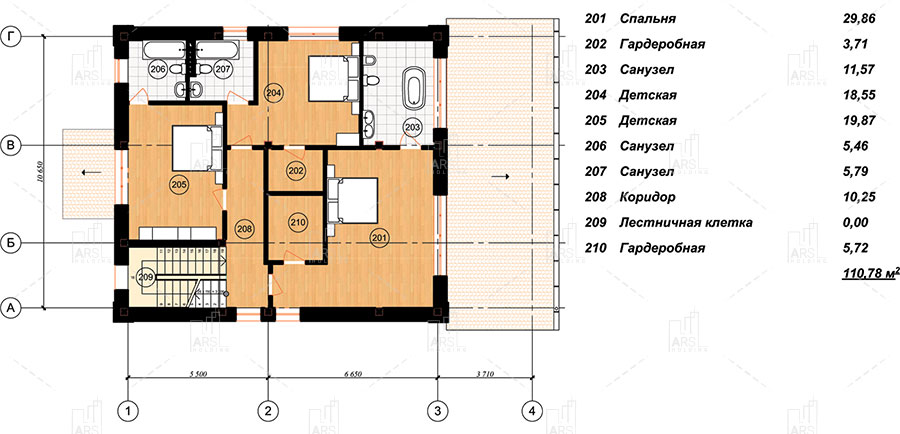 201 Спальня 29,86
202 Гардеробная 3,71
203 Санузел 11,57
204 Детская 18,55
205 Детская 19,87
206 Санузел 5,46
207 Санузел 5,79
208 Коридор 10,25
209 Лестничная клетка 0,00
210 Гардеробная 5,72
110,78 м²
Г
В
Б
А
10 650
206
207
204
203
202
205
210
208
201
209
5 500
6 650
3 710
1
2
3
4
ARS
HOLDING